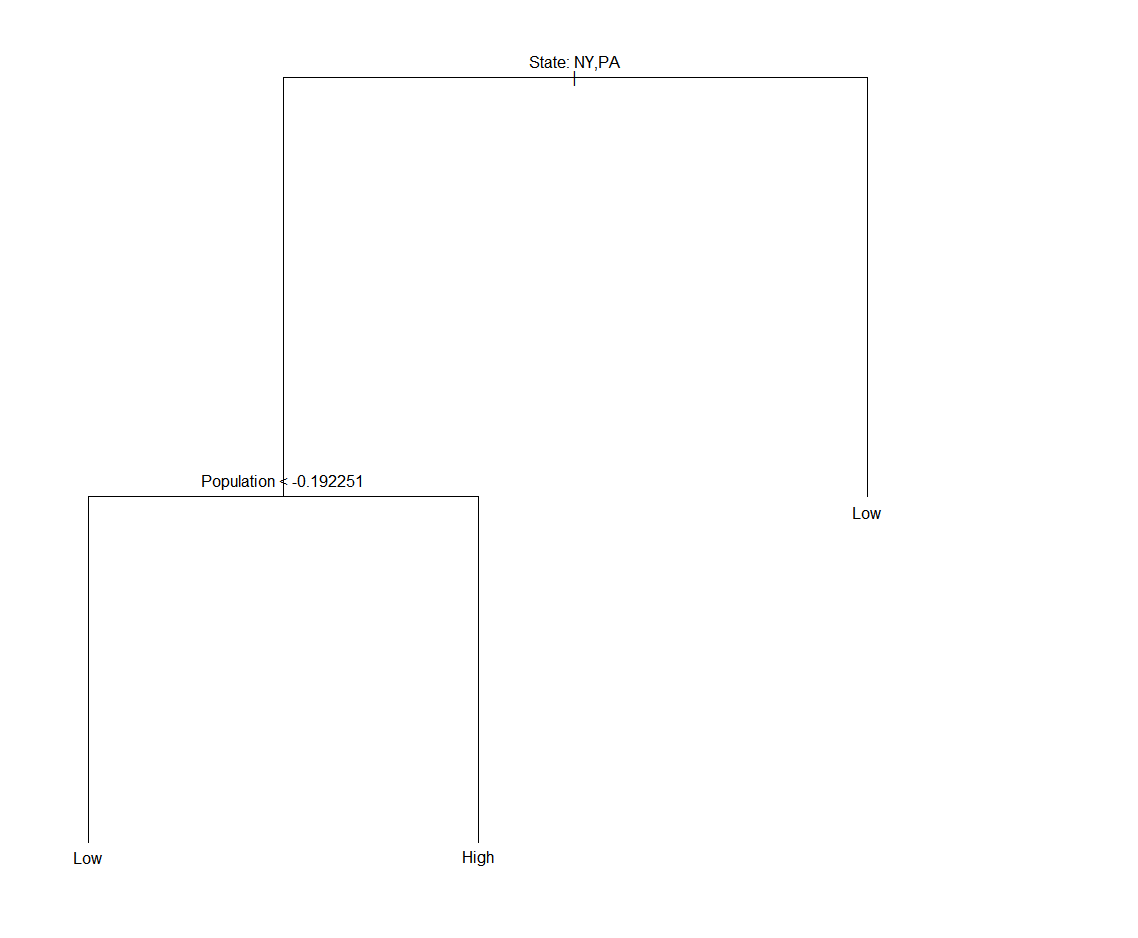 State: NY,PA
Population < -0.192251
Low
Low
High